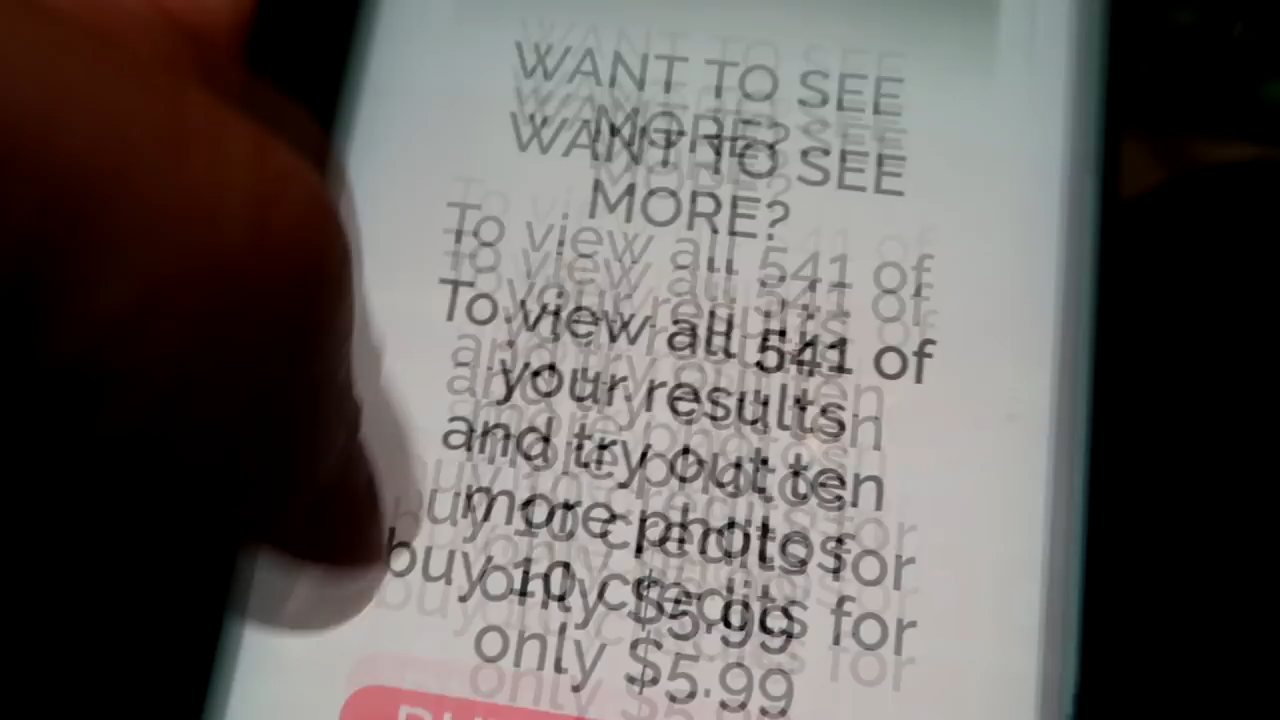 WANT TO SEE
MORE?
To view all 541 of
your results
and try out ten
more photos
buy 10 credits for
only $5.99